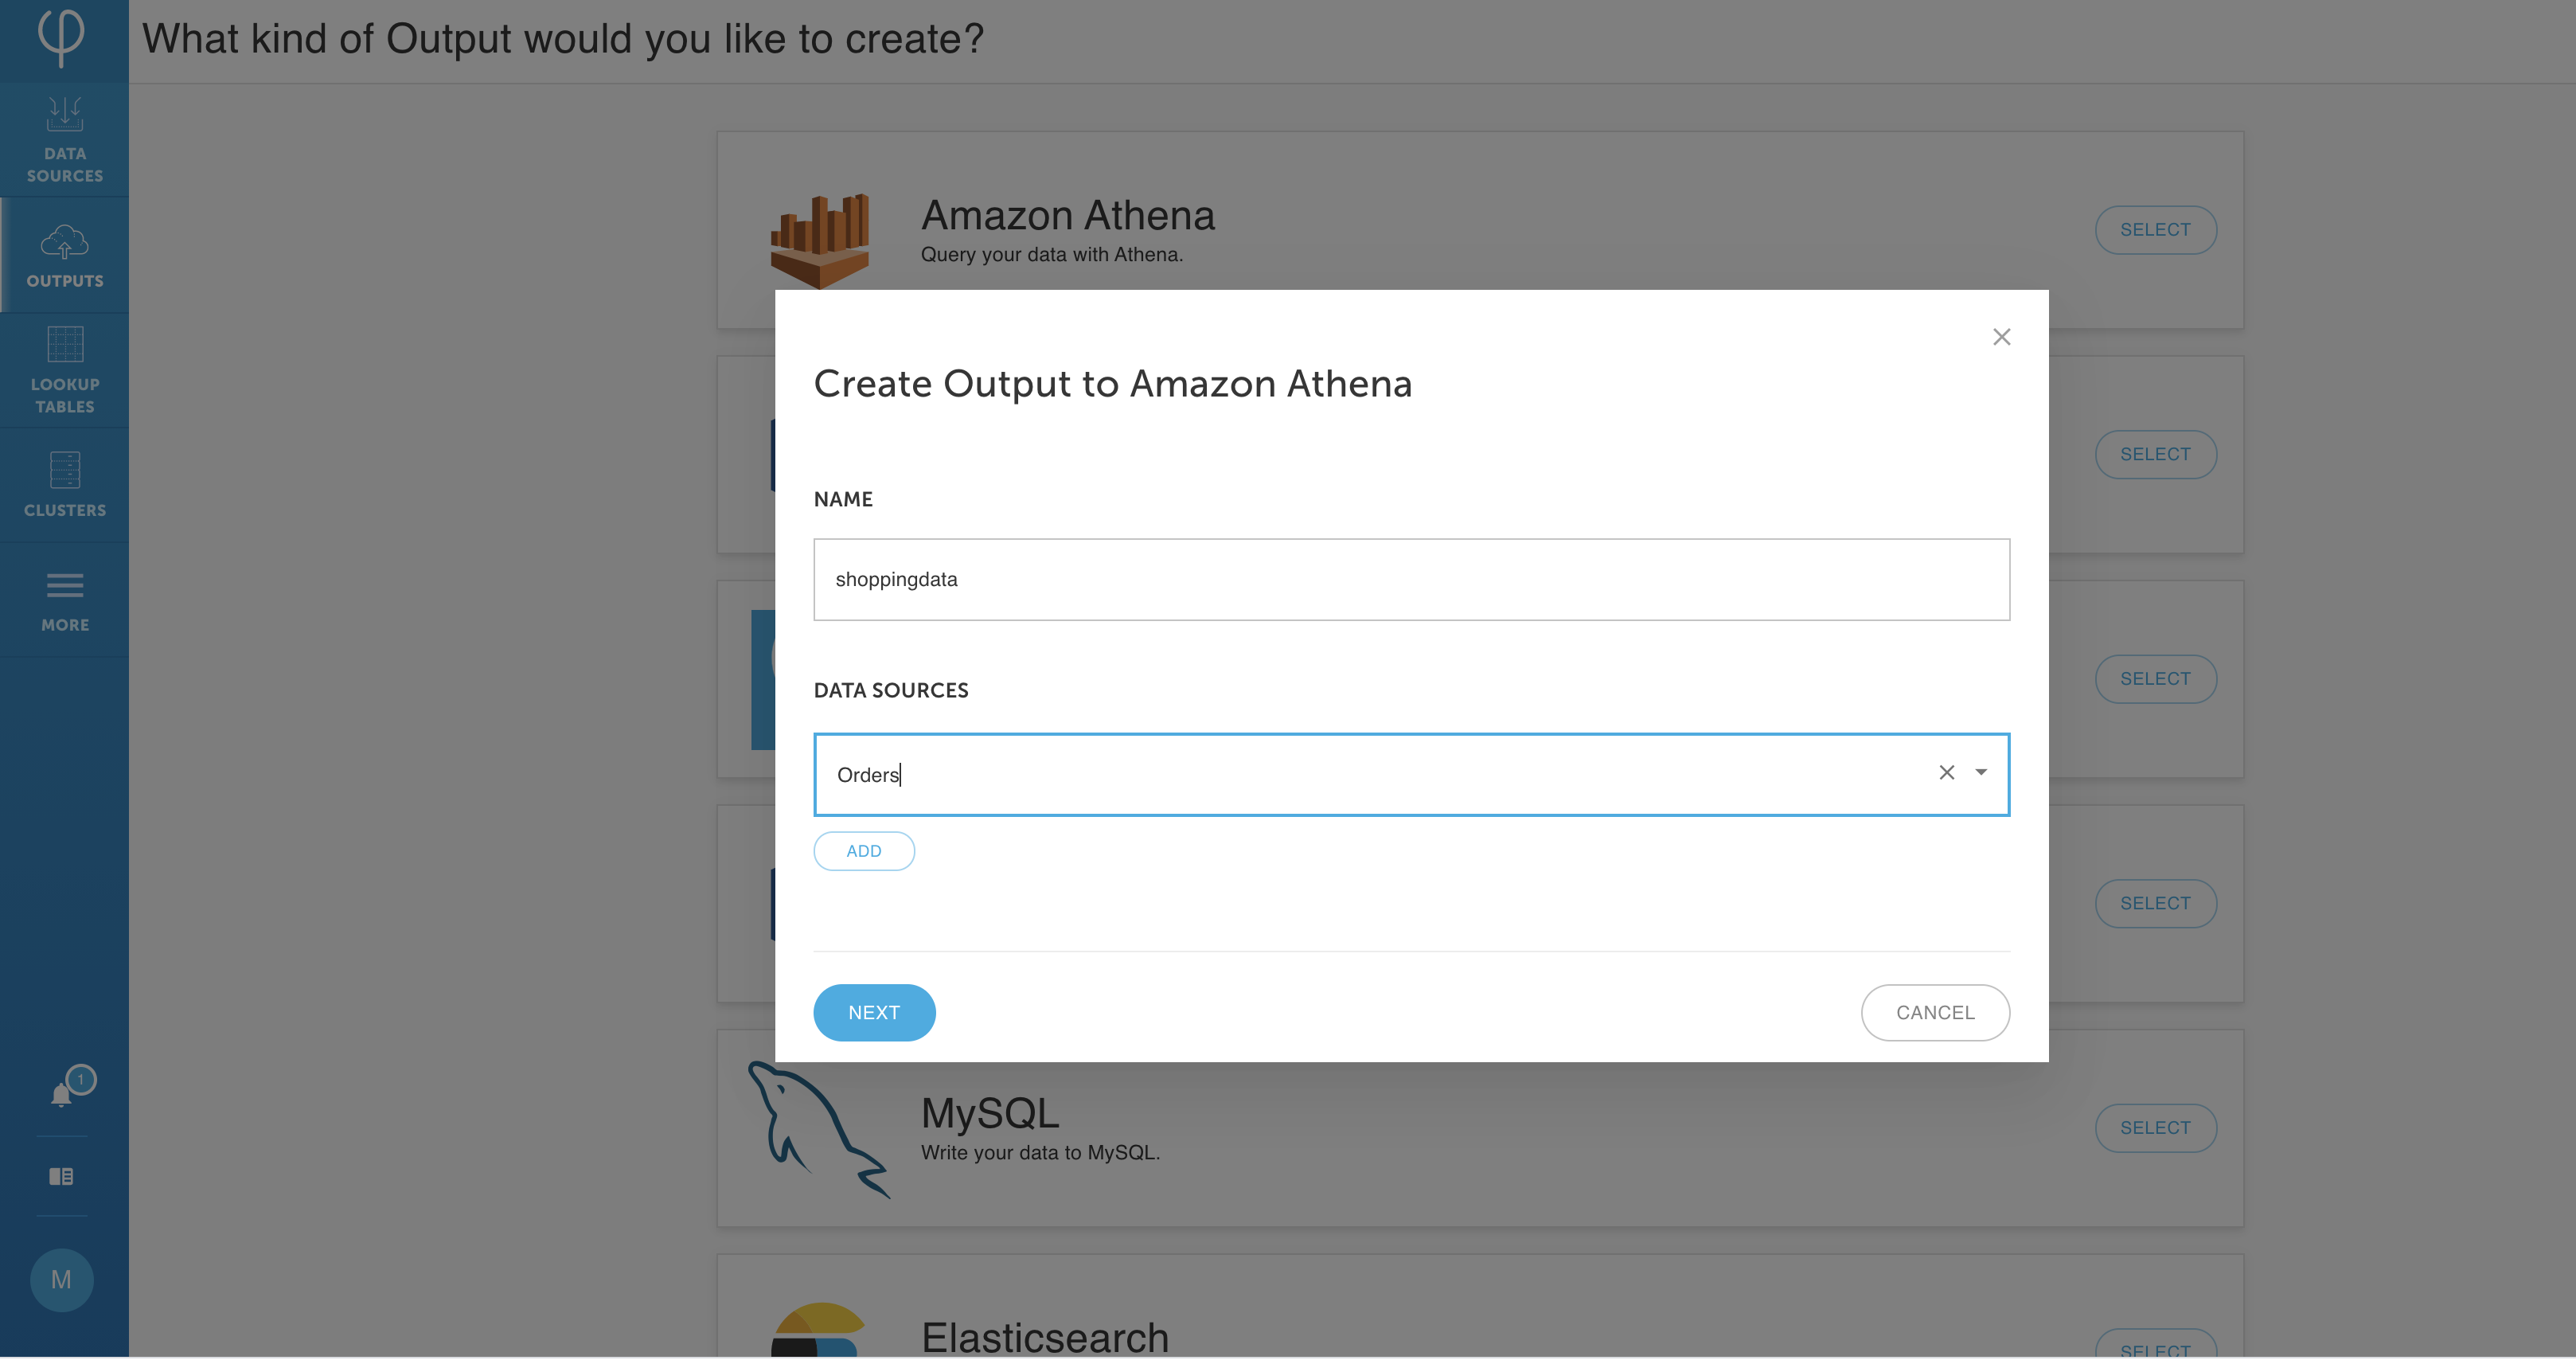 What kind of Output would you like to create?
DATA
SOURCES
OUTPUTS
LOOKUP
TABLES
CLUSTERS
MORE
1
M
Amazon Athena
Query your data with Athena.
SELECT
Create Output to Amazon Athena
NAME
shoppingdata
DATA SOURCES
Orders
ADD
NEXT
CANCEL
SELECT
SELECT
SELECT
MySQL
Write your data to MySQL.
SELECT
Elasticsearch
SELECT